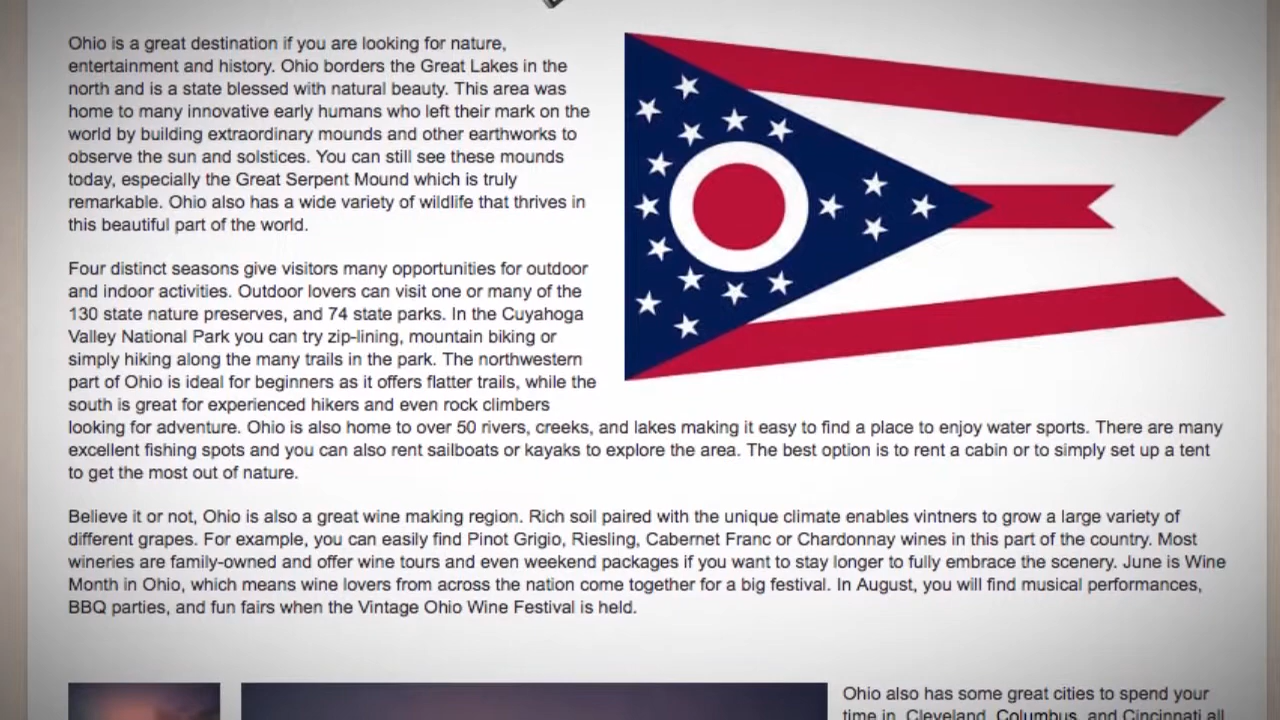 Ohio is a great destination if you are looking for nature,
entertainment and history. Ohio borders the Great Lakes in the
north and is a state blessed with natural beauty. This area was
home to many innovative early humans who left their mark on the
world by building extraordinary mounds and other earthworks to
observe the sun and solstices. You can still see these mounds
today, especially the Great Serpent Mound which is truly
remarkable. Ohio also has a wide variety of wildlife that thrives in
this beautiful part of the world.
Four distinct seasons give visitors many opportunities for outdoor
and indoor activities. Outdoor lovers can visit one or many of the
130 state nature preserves, and 74 state parks. In the Cuyahoga
Valley National Park you can try zip-lining, mountain biking or
simply hiking along the many trails in the park. The northwestern
part of Ohio is ideal for beginners as it offers flatter trails, while the
south is great for experienced hikers and even rock climbers
looking for adventure. Ohio is also home to over 50 rivers, creeks, and lakes making it easy to find a place to enjoy water sports. There are many
excellent fishing spots and you can also rent sailboats or kayaks to explore the area. The best option is to rent a cabin or to simply set up a tent
to get the most out of nature.
Believe it or not, Ohio is also a great wine making region. Rich soil paired with the unique climate enables vintners to grow a large variety of
different grapes. For example, you can easily find Pinot Grigio, Riesling, Cabernet Franc or Chardonnay wines in this part of the country. Most
wineries are family-owned and offer wine tours and even weekend packages if you want to stay longer to fully embrace the scenery. June is Wine
Month in Ohio, which means wine lovers from across the nation come together for a big festival. In August, you will find musical performances,
BBQ parties, and fun fairs when the Vintage Ohio Wine Festival is held.
Ohio also has some great cities to spend your
time in. Cleveland, Columbus, and Cincinnati all